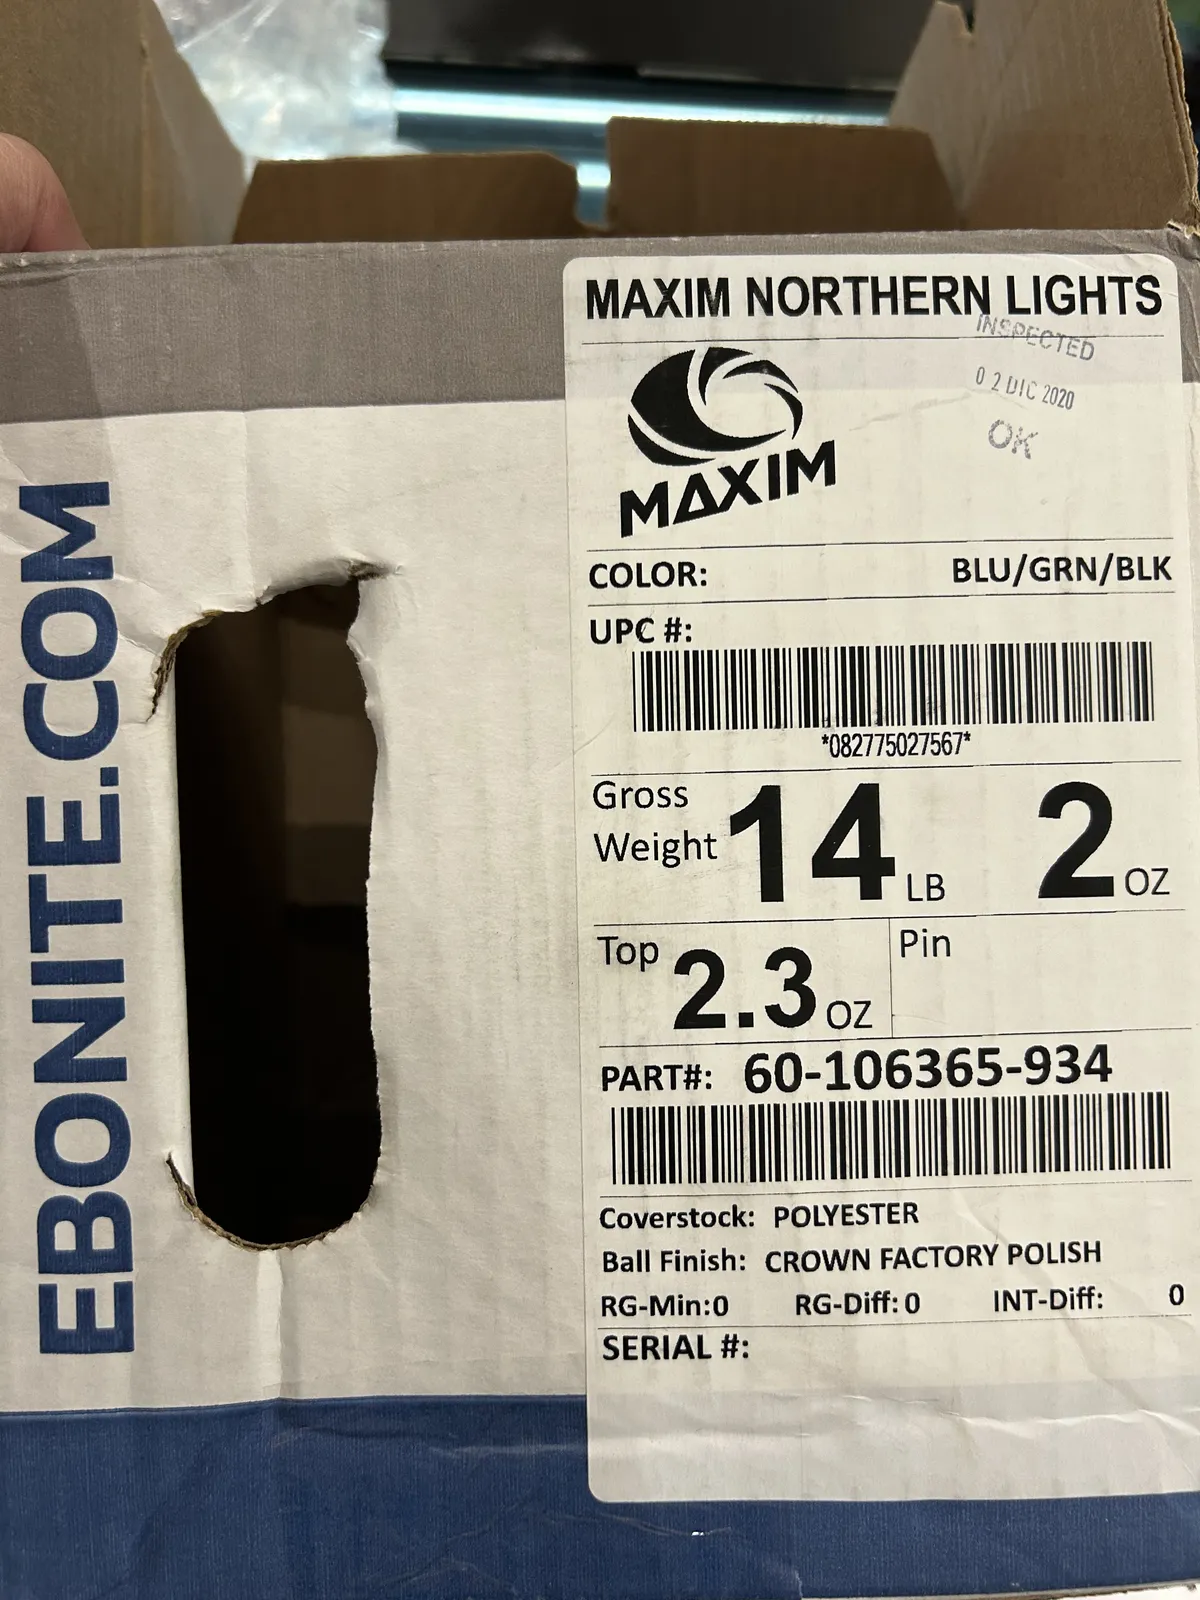 EBONITE.COM
MAXIM NORTHERN LIGHTS
INSPECTED
02 DIC 2020
OK
MAXIM
COLOR: BLU/GRN/BLK
UPC #:
*082775027567*
Gross Weight 14 LB 2 OZ
Top 2.3 OZ Pin
PART#: 60-106365-934
Coverstock: POLYESTER
Ball Finish: CROWN FACTORY POLISH
RG-Min:0 RG-Diff: 0 INT-Diff: 0
SERIAL #: